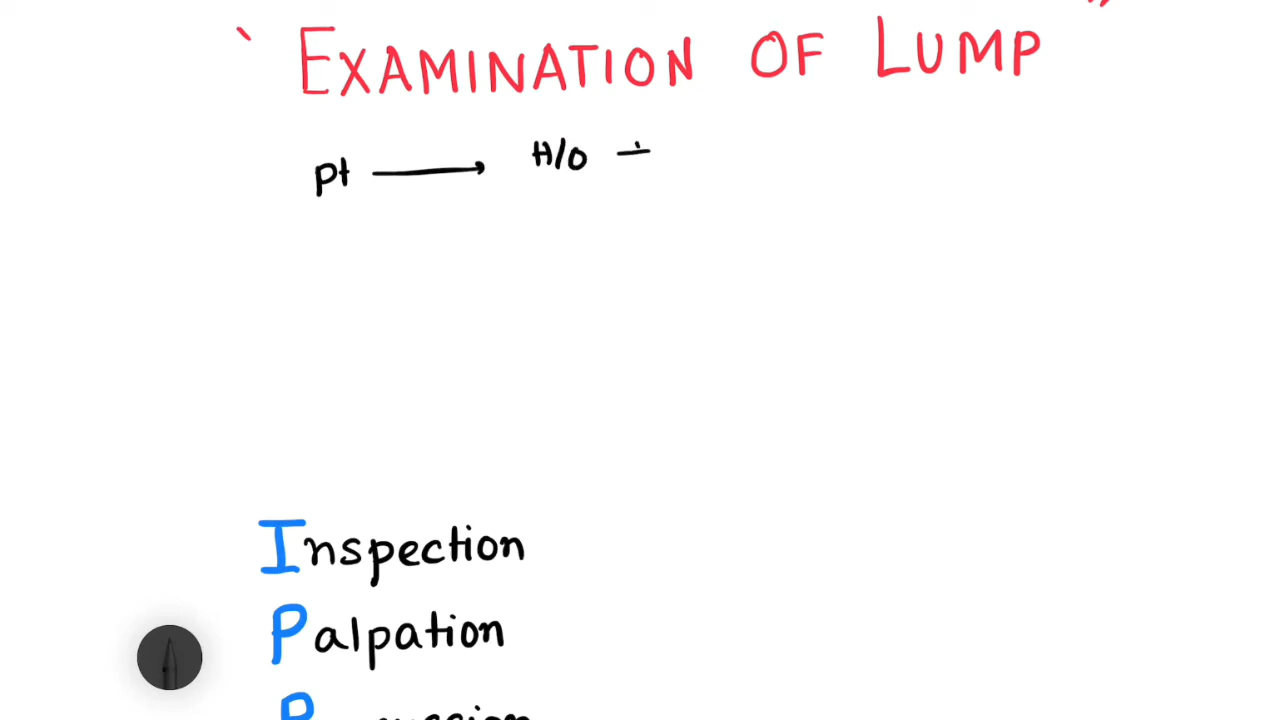 ` EXAMINATION OF LUMP "
Pt → H/O ∸
Inspection
Palpation